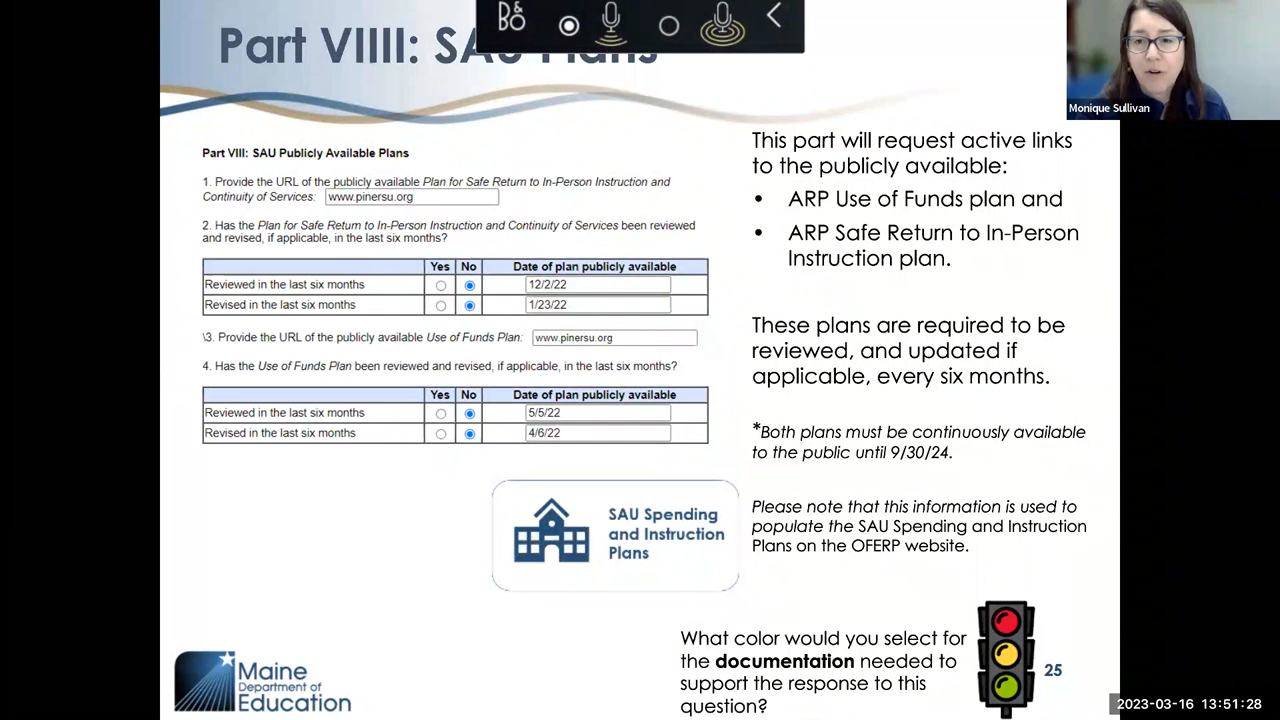 Part VIIII: SAU Plans
Monique Sullivan
Part VIII: SAU Publicly Available Plans
1. Provide the URL of the publicly available Plan for Safe Return to In-Person Instruction and
Continuity of Services: www.pinersu.org
2. Has the Plan for Safe Return to In-Person Instruction and Continuity of Services been reviewed
and revised, if applicable, in the last six months?
Yes No Date of plan publicly available
Reviewed in the last six months 12/2/22
Revised in the last six months 1/23/22
\3. Provide the URL of the publicly available Use of Funds Plan: www.pinersu.org
4. Has the Use of Funds Plan been reviewed and revised, if applicable, in the last six months?
Yes No Date of plan publicly available
Reviewed in the last six months 5/5/22
Revised in the last six months 4/6/22
SAU Spending
and Instruction
Plans
This part will request active links
to the publicly available:
• ARP Use of Funds plan and
• ARP Safe Return to In-Person
Instruction plan.
These plans are required to be
reviewed, and updated if
applicable, every six months.
*Both plans must be continuously available
to the public until 9/30/24.
Please note that this information is used to
populate the SAU Spending and Instruction
Plans on the OFERP website.
What color would you select for
the documentation needed to
support the response to this
question?
25
Maine
Department of
Education
2023-03-16 13:51:28